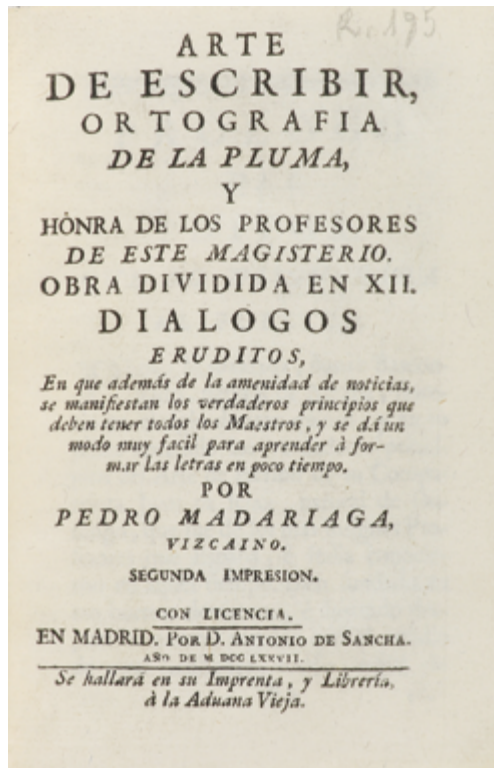 R. 195
ARTE
DE ESCRIBIR,
ORTOGRAFIA
DE LA PLUMA,
Y
HÒNRA DE LOS PROFESORES
DE ESTE MAGISTERIO.
OBRA DIVIDIDA EN XII.
DIALOGOS
ERUDITOS,
En que además de la amenidad de noticias,
se manifiestan los verdaderos principios que
deben tener todos los Maestros, y se dá un
modo muy facil para aprender à for-
mar las letras en poco tiempo.
POR
PEDRO MADARIAGA,
VIZCAINO.
SEGUNDA IMPRESION.
CON LICENCIA.
EN MADRID. POR D. ANTONIO DE SANCHA.
AÑO DE M DCC LXXVII.
Se hallará en su Imprenta, y Librería,
à la Aduana Vieja.